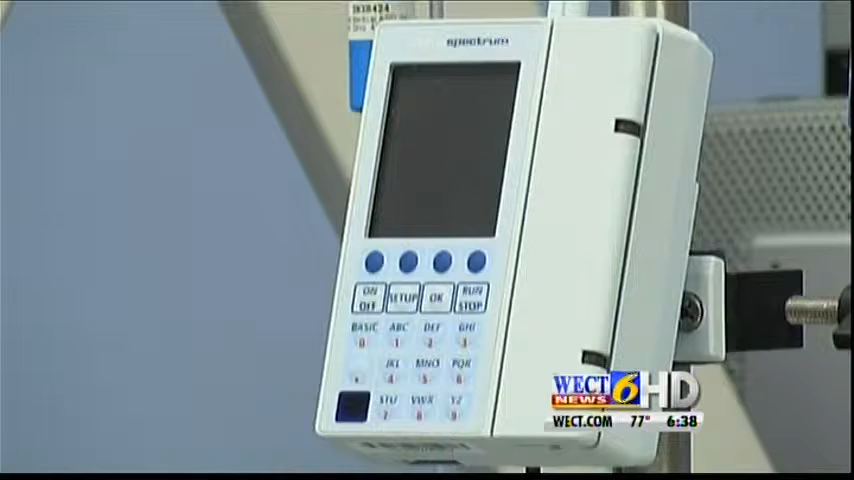 spectrum
ON OFF SETUP OK RUN STOP
BASIC ABC DEF GHI
0 1 2 3
JKL MNO PQR
. 4 5 6
STU VWX YZ
7 8 9
WECT 6 HD
NEWS
WECT.COM 77° 6:38